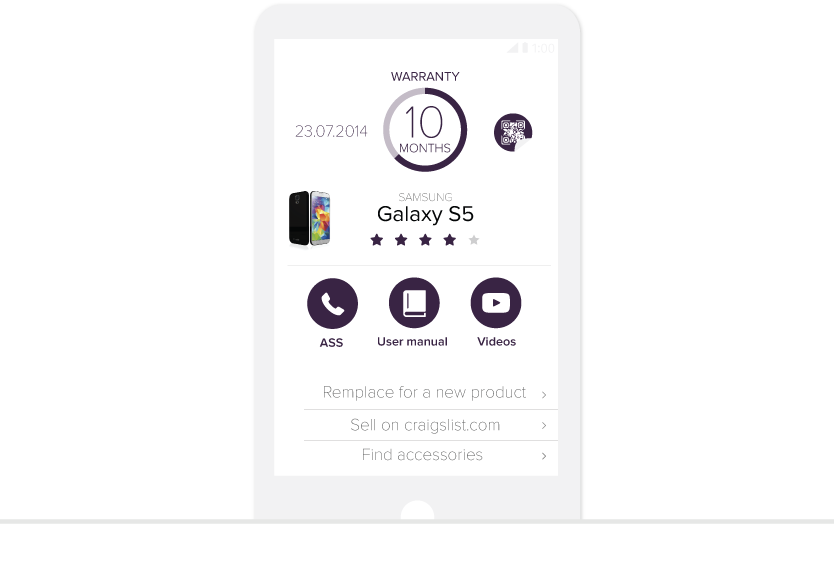 1:00
WARRANTY
23.07.2014
10
MONTHS
SAMSUNG
Galaxy S5
ASS
User manual
Videos
Remplace for a new product
Sell on craigslist.com
Find accessories